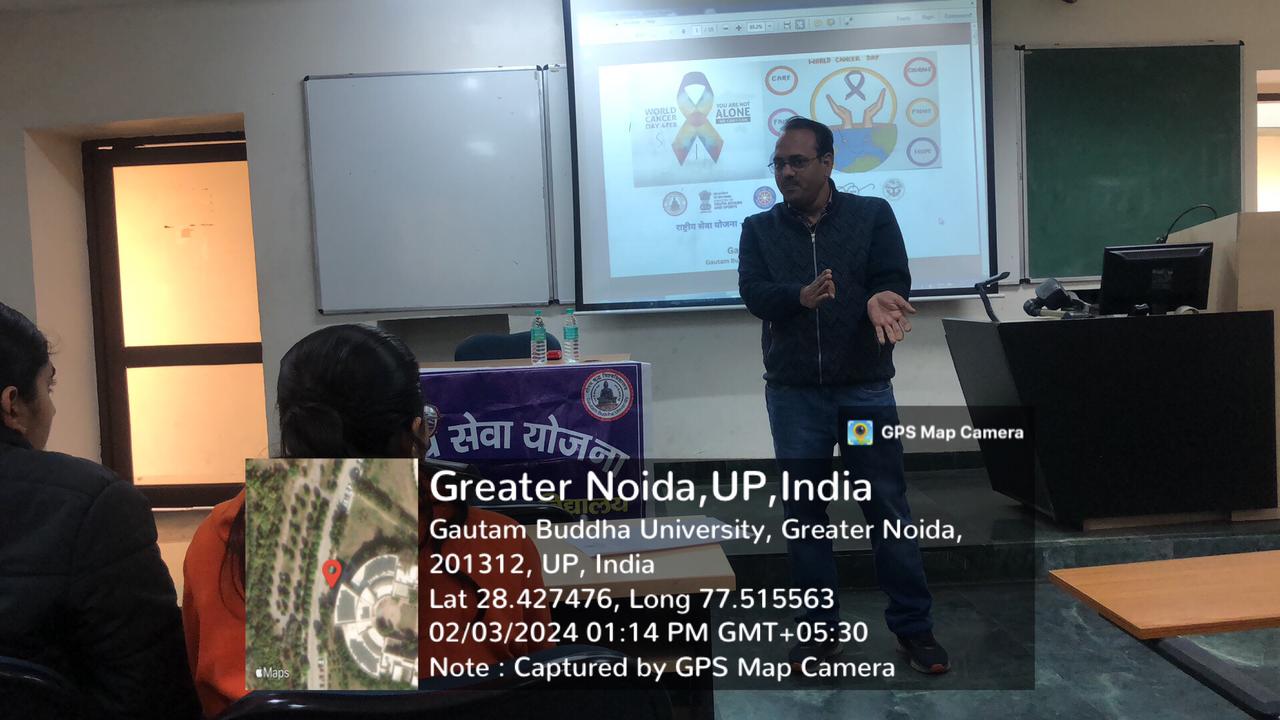 WORLD CANCER DAY
WORLD
CANCER
DAY 4 FEB
YOU ARE NOT
ALONE
CARE
राष्ट्रीय सेवा योजना
सेवा योजना
GPS Map Camera
Greater Noida,UP,India
Gautam Buddha University, Greater Noida,
201312, UP, India
Lat 28.427476, Long 77.515563
02/03/2024 01:14 PM GMT+05:30
Note : Captured by GPS Map Camera
Maps